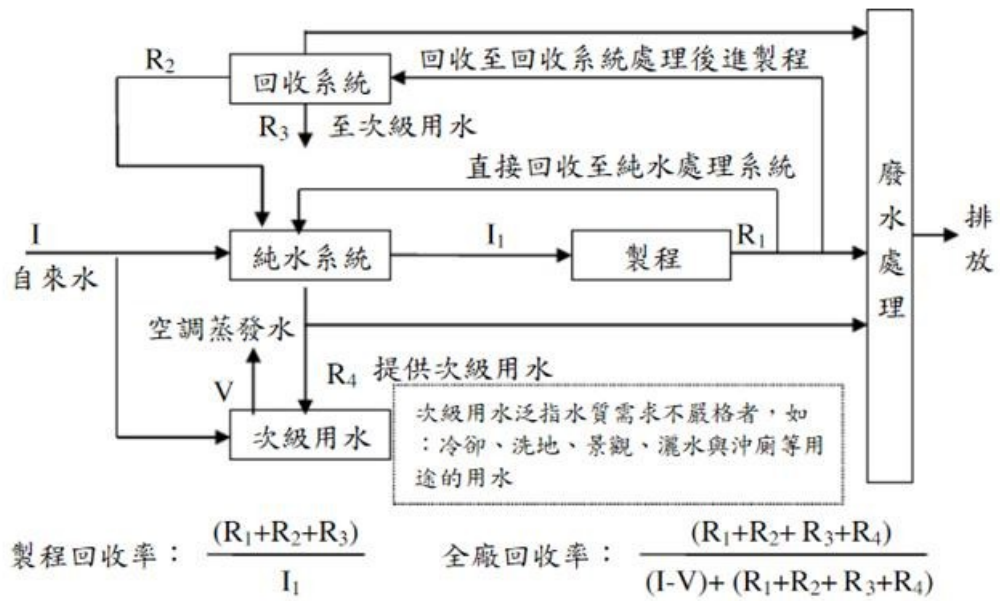 R₂
回收系統
回收至回收系統處理後進製程
R₃ 至次級用水
直接回收至純水處理系統
I
自來水
純水系統
I₁
製程
R₁
廢水處理
排放
空調蒸發水
V
R₄ 提供次級用水
次級用水
次級用水泛指水質需求不嚴格者，如
：冷卻、洗地、景觀、灑水與沖廁等用
途的用水
製程回收率： (R₁+R₂+R₃)
I₁
全廠回收率： (R₁+R₂+ R₃+R₄)
(I-V)+ (R₁+R₂+ R₃+R₄)